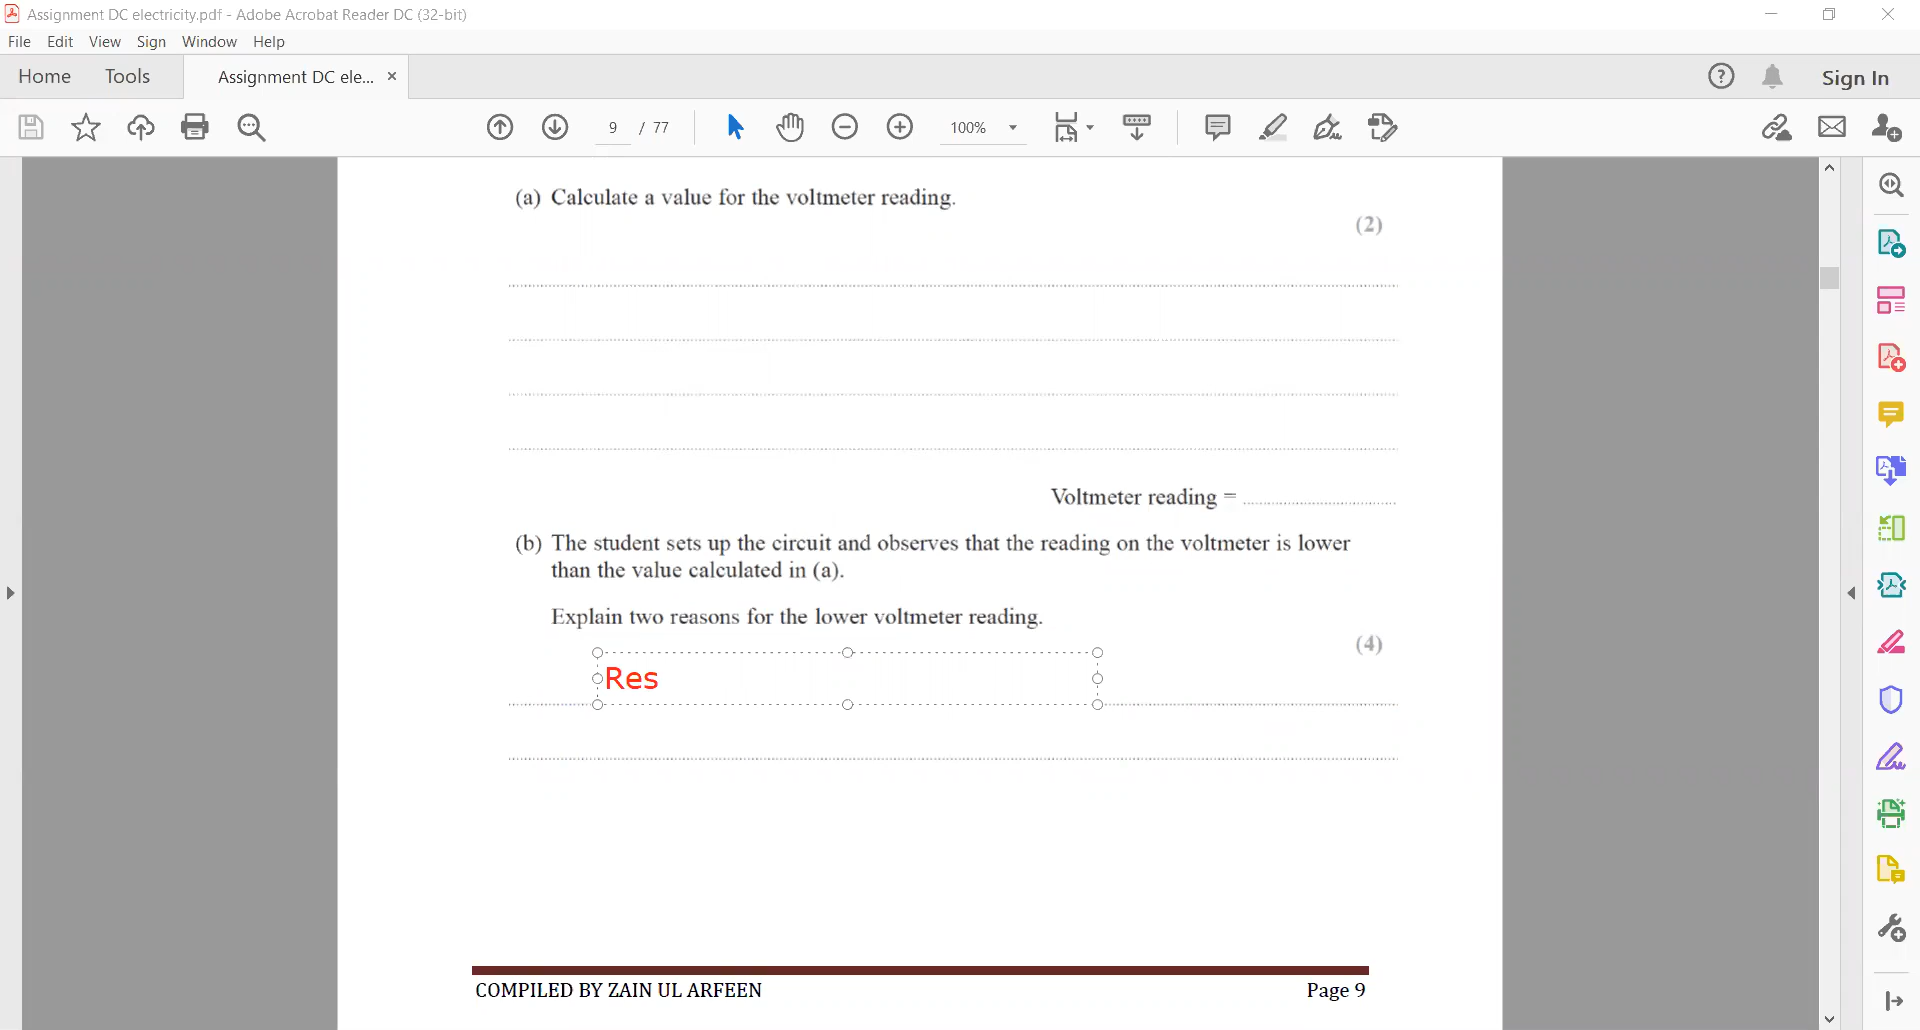 Assignment DC electricity.pdf - Adobe Acrobat Reader DC (32-bit)
File Edit View Sign Window Help
Home Tools Assignment DC ele... × Sign In
9 / 77 100%
(a) Calculate a value for the voltmeter reading.
(2)
Voltmeter reading =
(b) The student sets up the circuit and observes that the reading on the voltmeter is lower
than the value calculated in (a).
Explain two reasons for the lower voltmeter reading.
(4)
Res
COMPILED BY ZAIN UL ARFEEN Page 9